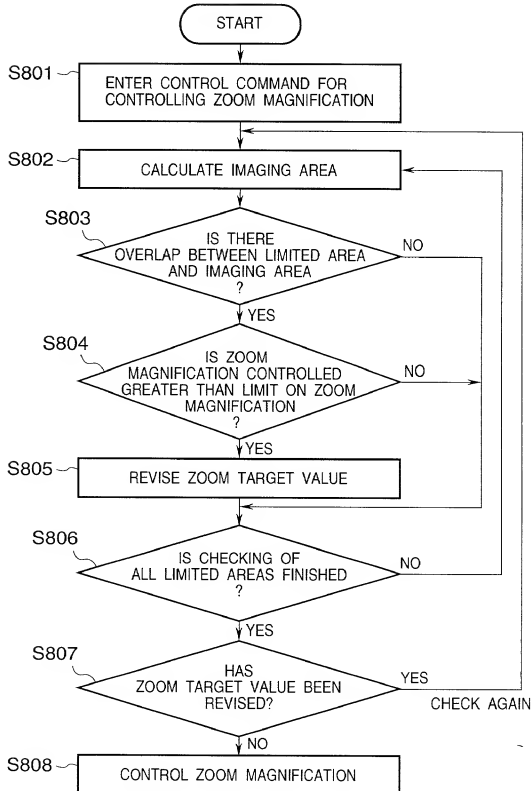 START
S801
ENTER CONTROL COMMAND FOR
CONTROLLING ZOOM MAGNIFICATION
S802
CALCULATE IMAGING AREA
S803
IS THERE
OVERLAP BETWEEN LIMITED AREA
AND IMAGING AREA
?
NO
YES
S804
IS ZOOM
MAGNIFICATION CONTROLLED
GREATER THAN LIMIT ON ZOOM
MAGNIFICATION
?
NO
YES
S805
REVISE ZOOM TARGET VALUE
S806
IS CHECKING OF
ALL LIMITED AREAS FINISHED
?
NO
YES
S807
HAS
ZOOM TARGET VALUE BEEN
REVISED?
YES
CHECK AGAIN
NO
S808
CONTROL ZOOM MAGNIFICATION